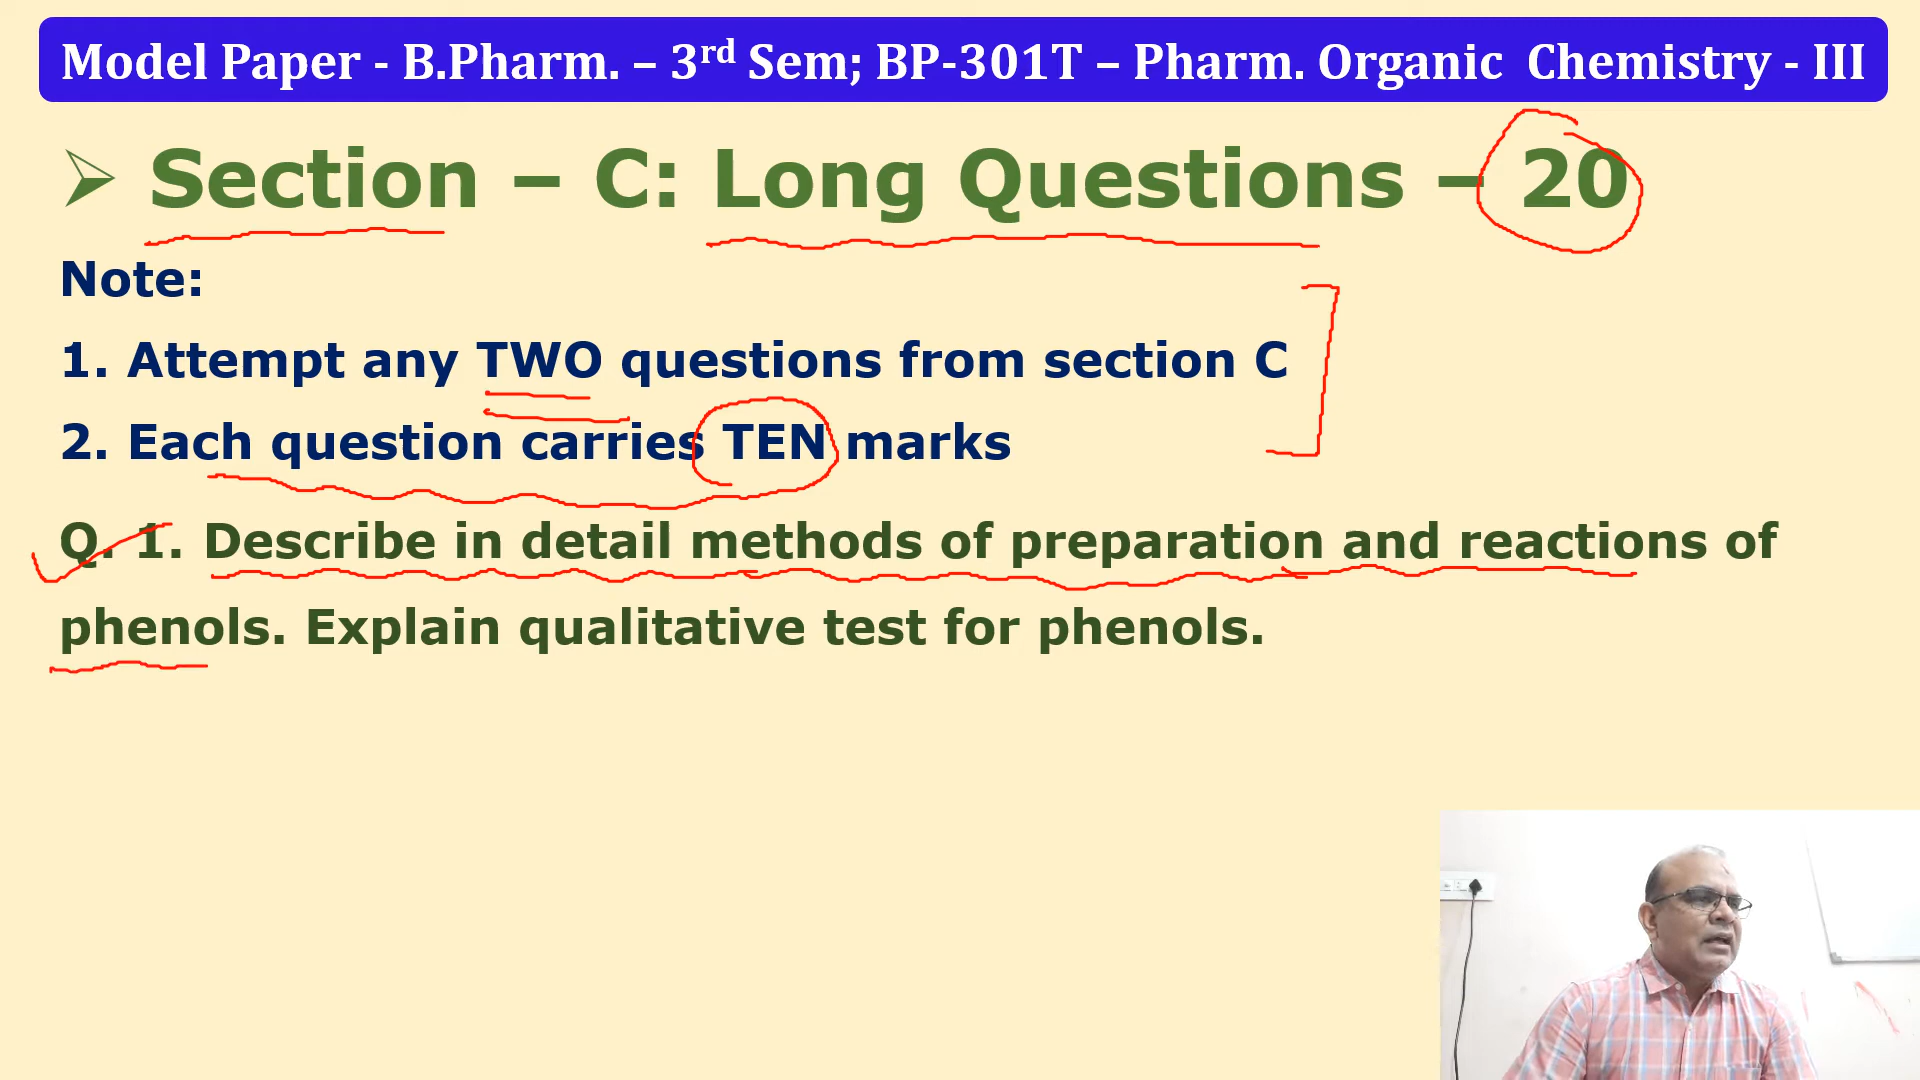 Model Paper - B.Pharm. – 3rd Sem; BP-301T – Pharm. Organic Chemistry - III
➢ Section – C: Long Questions – 20
Note:
1. Attempt any TWO questions from section C
2. Each question carries TEN marks
Q. 1. Describe in detail methods of preparation and reactions of
phenols. Explain qualitative test for phenols.